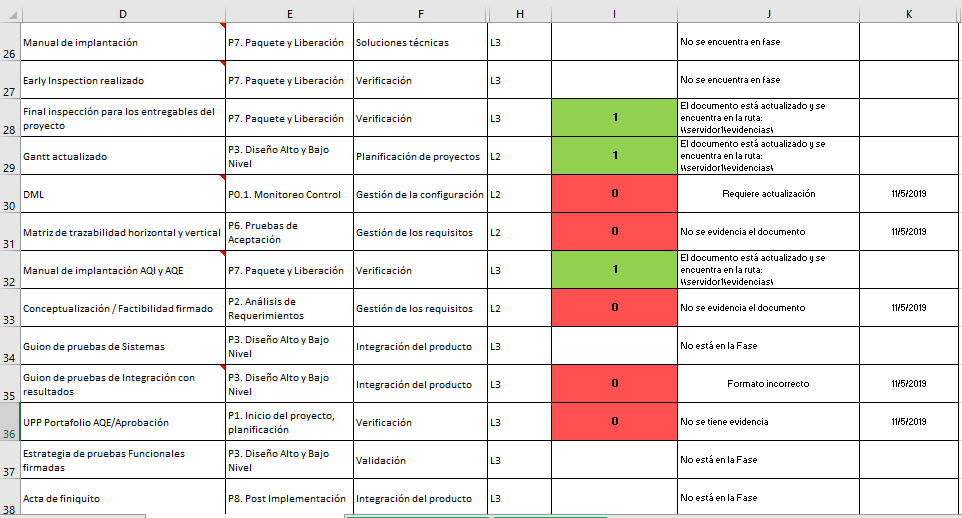 D E F H I J K
26 Manual de implantación P7. Paquete y Liberación Soluciones técnicas L3 No se encuentra en fase
27 Early Inspection realizado P7. Paquete y Liberación Verificación L3 No se encuentra en fase
28 Final inspección para los entregables del
proyecto P7. Paquete y Liberación Verificación L3 1 El documento está actualizado y se
encuentra en la ruta:
\\servidor1\evidencias\
29 Gantt actualizado P3. Diseño Alto y Bajo
Nivel Planificación de proyectos L2 1 El documento está actualizado y se
encuentra en la ruta:
\\servidor1\evidencias\
30 DML P0.1. Monitoreo Control Gestión de la configuración L2 0 Requiere actualización 11/5/2019
31 Matriz de trazabilidad horizontal y vertical P6. Pruebas de
Aceptación Gestión de los requisitos L2 0 No se evidencia el documento 11/5/2019
32 Manual de implantación AQI y AQE P7. Paquete y Liberación Verificación L3 1 El documento está actualizado y se
encuentra en la ruta:
\\servidor1\evidencias\
33 Conceptualización / Factibilidad firmado P2. Análisis de
Requerimientos Gestión de los requisitos L2 0 No se evidencia el documento 11/5/2019
34 Guion de pruebas de Sistemas P3. Diseño Alto y Bajo
Nivel Integración del producto L3 No está en la Fase
35 Guion de pruebas de Integración con
resultados P3. Diseño Alto y Bajo
Nivel Integración del producto L3 0 Formato incorrecto 11/5/2019
36 UPP Portafolio AQE/Aprobación P1. Inicio del proyecto,
planificación Verificación L3 0 No se tiene evidencia 11/5/2019
37 Estrategia de pruebas Funcionales
firmadas P3. Diseño Alto y Bajo
Nivel Validación L3 No está en la Fase
38 Acta de finiquito P8. Post Implementación Integración del producto L3 No está en la Fase